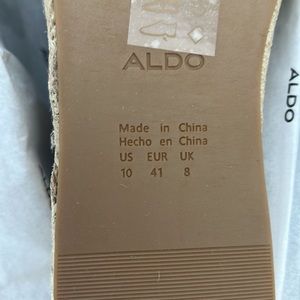 ALDO
Made in China
Hecho en China
US EUR UK
10 41 8
ALDO